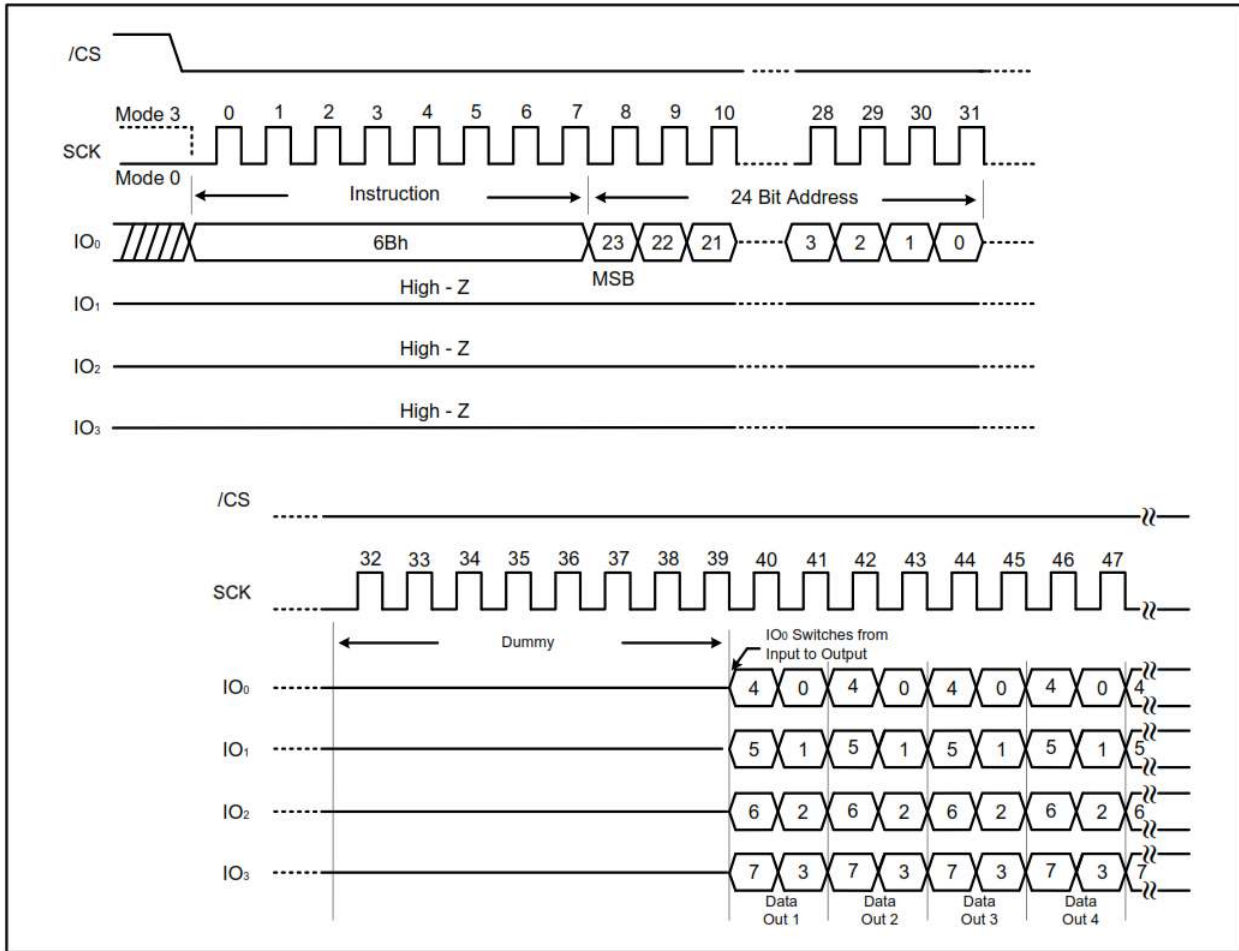 /CS
Mode 3 0 1 2 3 4 5 6 7 8 9 10 28 29 30 31
SCK
Mode 0
Instruction 24 Bit Address
IO0 6Bh 23 22 21 3 2 1 0
MSB
High - Z
IO1
High - Z
IO2
High - Z
IO3
/CS
32 33 34 35 36 37 38 39 40 41 42 43 44 45 46 47
SCK
Dummy
IO0 Switches from
Input to Output
IO0 4 0 4 0 4 0 4 0 4
IO1 5 1 5 1 5 1 5 1 5
IO2 6 2 6 2 6 2 6 2 6
IO3 7 3 7 3 7 3 7 3 7
Data Data Data Data
Out 1 Out 2 Out 3 Out 4